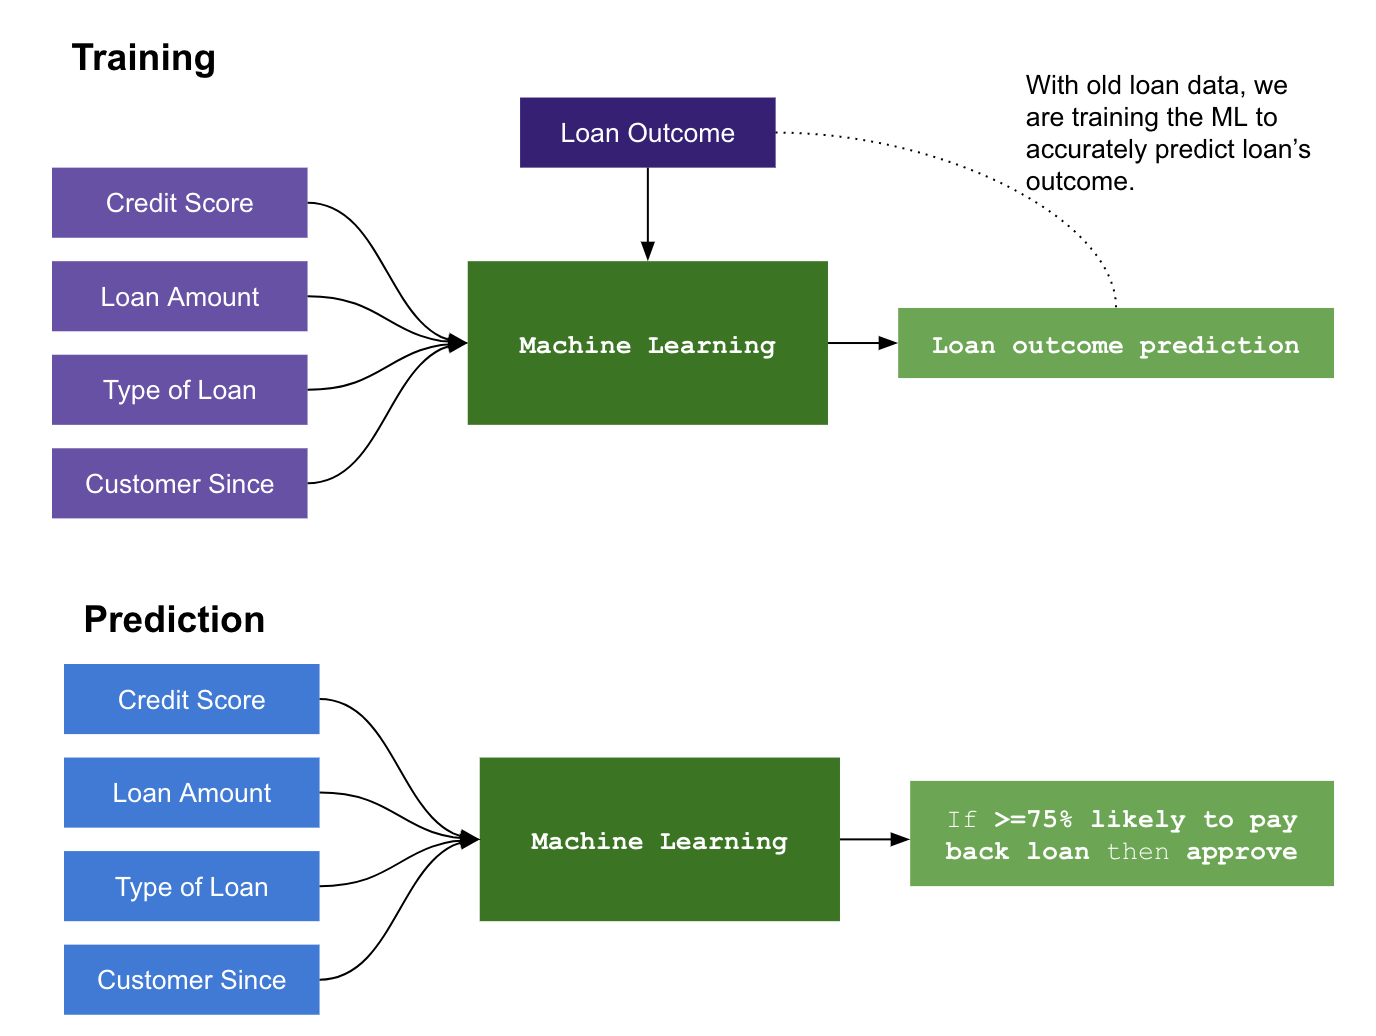 Training
With old loan data, we
are training the ML to
accurately predict loan’s
outcome.
Loan Outcome
Credit Score
Loan Amount
Type of Loan
Customer Since
Machine Learning
Loan outcome prediction
Prediction
Credit Score
Loan Amount
Type of Loan
Customer Since
Machine Learning
If >=75% likely to pay
back loan then approve